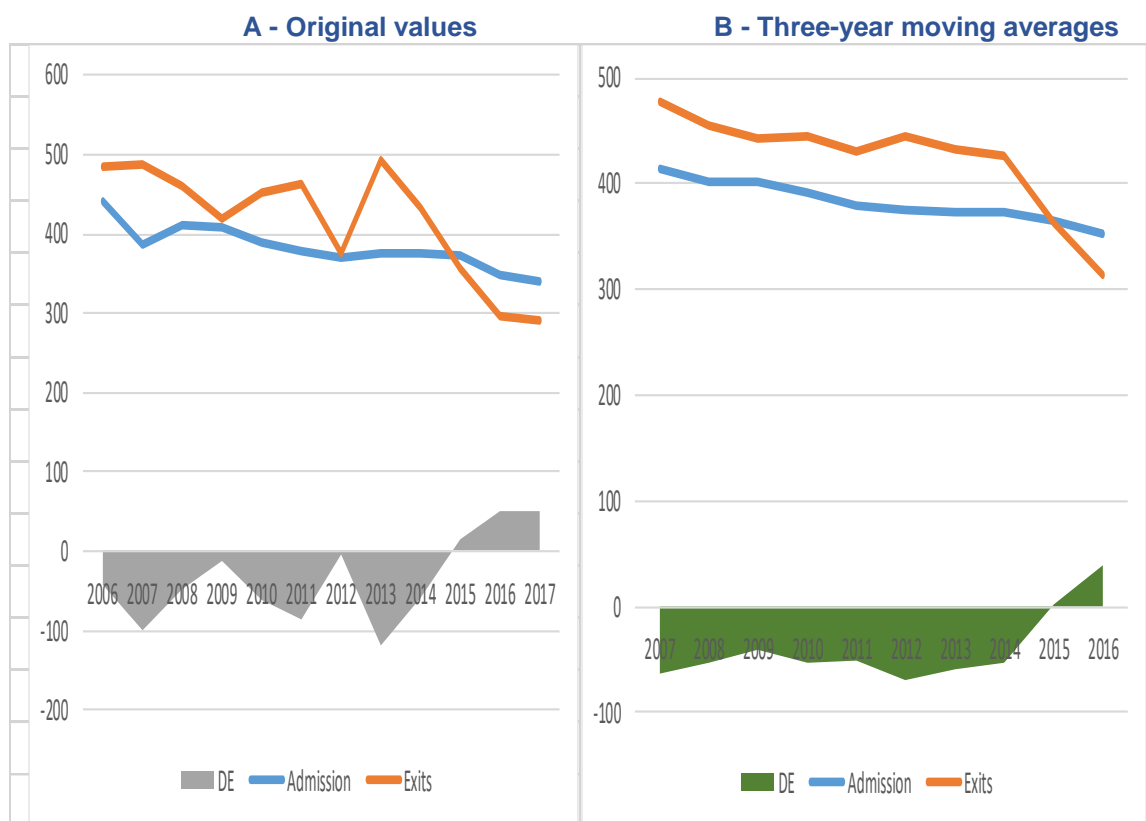 A - Original values
600
500
400
300
200
100
0
2006 2007 2008 2009 2010 2011 2012 2013 2014 2015 2016 2017
-100
-200
DE Admission Exits
B - Three-year moving averages
500
400
300
200
100
0
2007 2008 2009 2010 2011 2012 2013 2014 2015 2016
-100
DE Admission Exits